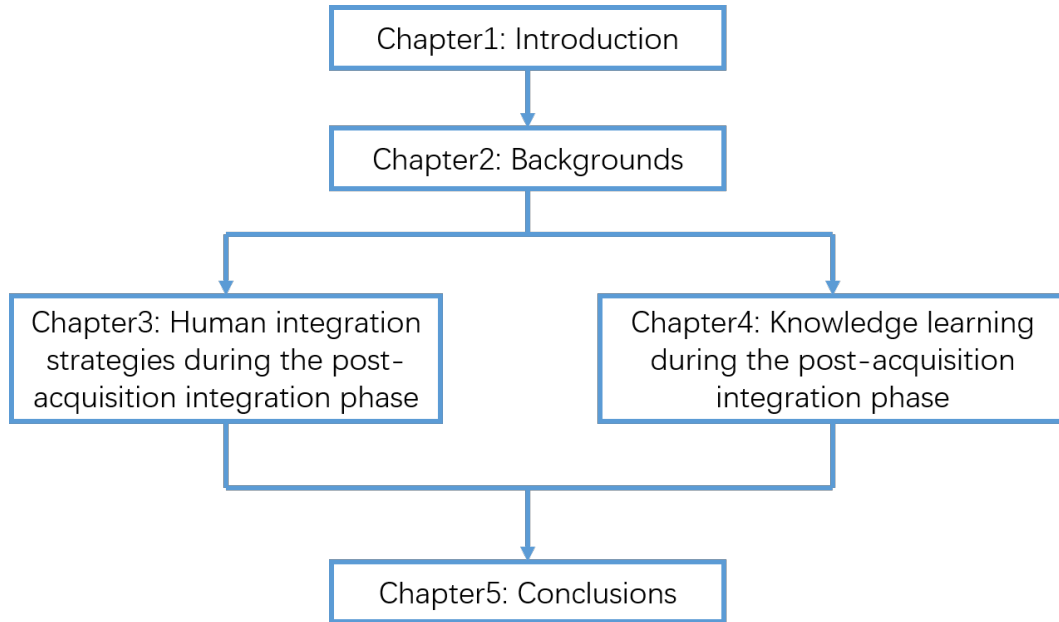 Chapter1: Introduction
Chapter2: Backgrounds
Chapter3: Human integration
strategies during the post-
acquisition integration phase
Chapter4: Knowledge learning
during the post-acquisition
integration phase
Chapter5: Conclusions